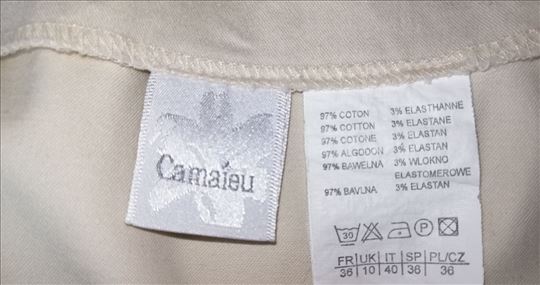 Camaïeu
97% COTON 3% ELASTHANNE
97% COTTON 3% ELASTANE
97% COTONE 3% ELASTAN
97% ALGODON 3% ELASTAN
97% BAWELNA 3% WLOKNO
ELASTOMEROWE
97% BAVLNA 3% ELASTAN
30 P
FR UK IT SP PL/CZ
36 10 40 36 36